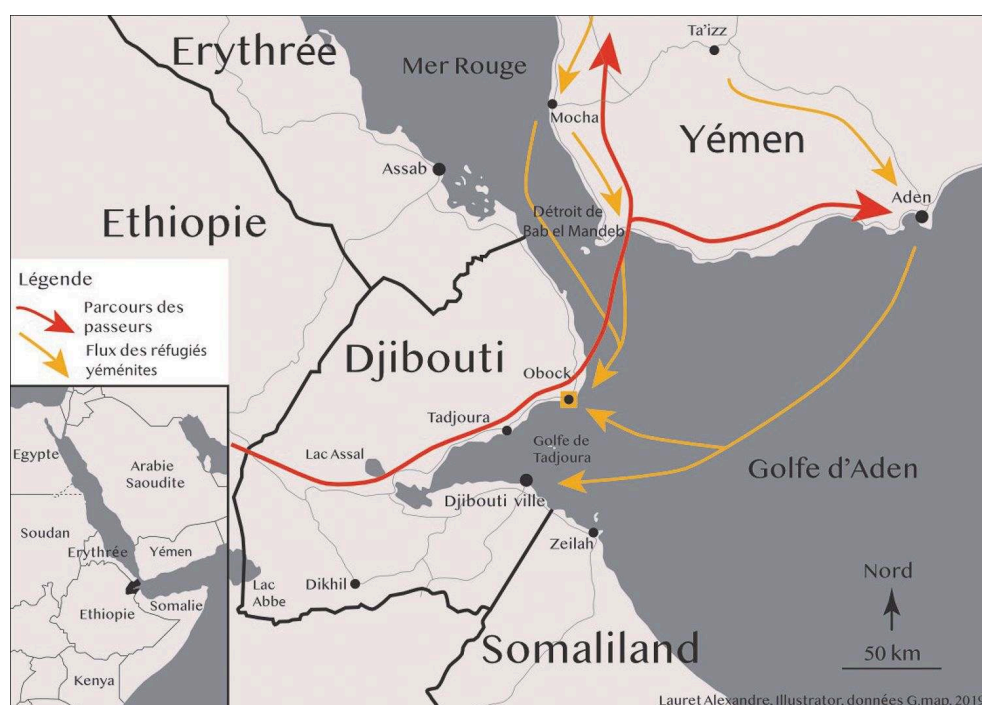 Erythrée
Mer Rouge
Ta'izz
Mocha
Yémen
Assab
Aden
Ethiopie
Détroit de
Bab el Mandeb
Légende
Parcours des
passeurs
Flux des réfugiés
yéménites
Djibouti
Obock
Tadjoura
Lac Assal
Golfe de
Tadjoura
Golfe d'Aden
Djibouti ville
Zeilah
Dikhil
Lac
Abbe
Somaliland
Nord
50 km
Egypte
Arabie
Saoudite
Soudan
Erythrée
Yémen
Ethiopie
Somalie
Kenya
Lauret Alexandre, Illustrator, données G.map, 2019